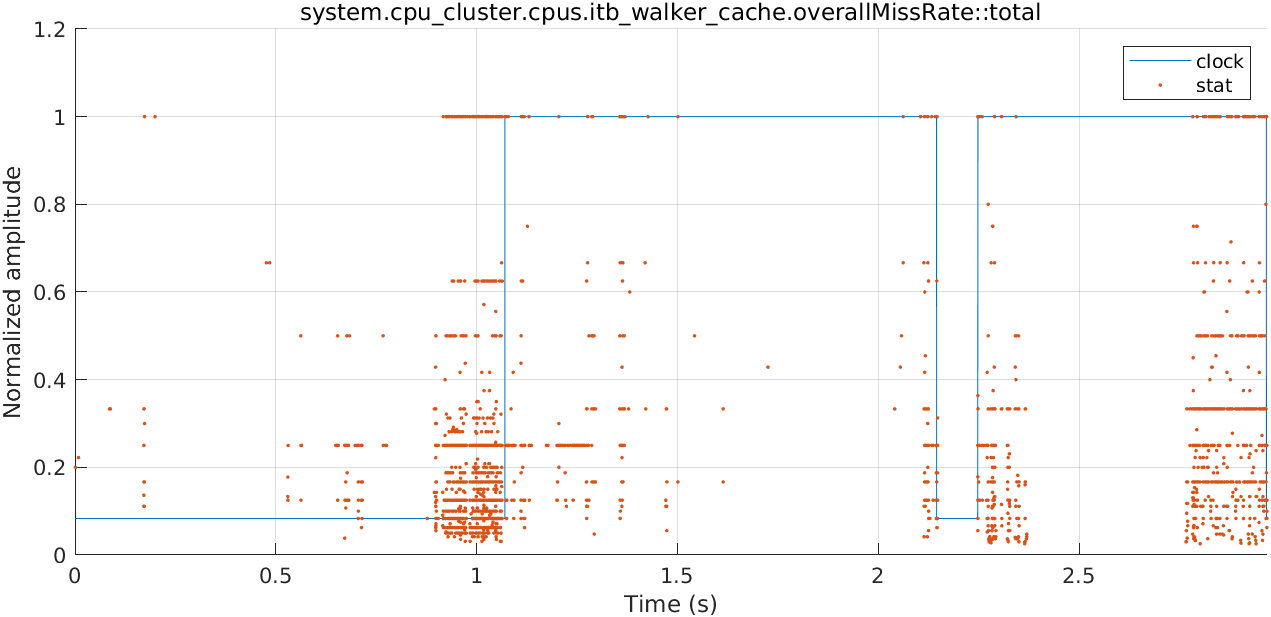 system.cpu_cluster.cpus.itb_walker_cache.overallMissRate::total
1.2
1
0.8
0.6
0.4
0.2
0
Normalized amplitude
clock
stat
0 0.5 1 1.5 2 2.5
Time (s)